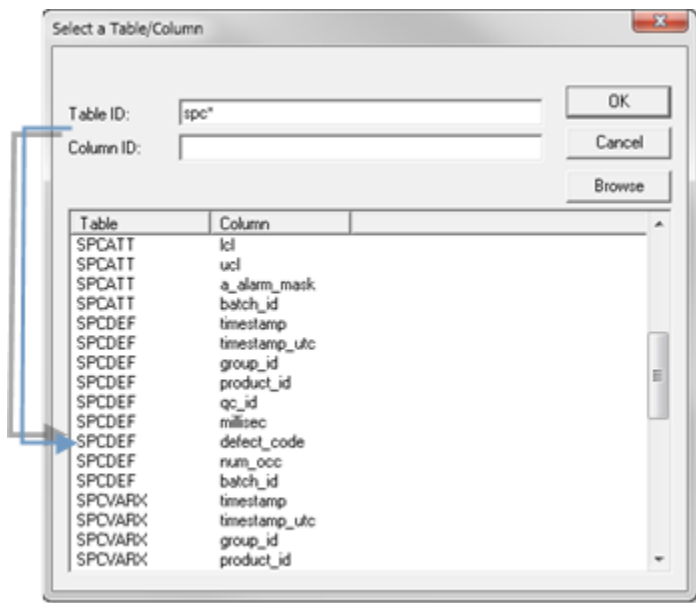 Select a Table/Column
Table ID: spc* OK
Column ID: Cancel
Browse
Table Column
SPCATT lcl
SPCATT ucl
SPCATT a_alarm_mask
SPCATT batch_id
SPCDEF timestamp
SPCDEF timestamp_utc
SPCDEF group_id
SPCDEF product_id
SPCDEF qc_id
SPCDEF millisec
SPCDEF defect_code
SPCDEF num_occ
SPCDEF batch_id
SPCVARX timestamp
SPCVARX timestamp_utc
SPCVARX group_id
SPCVARX product_id